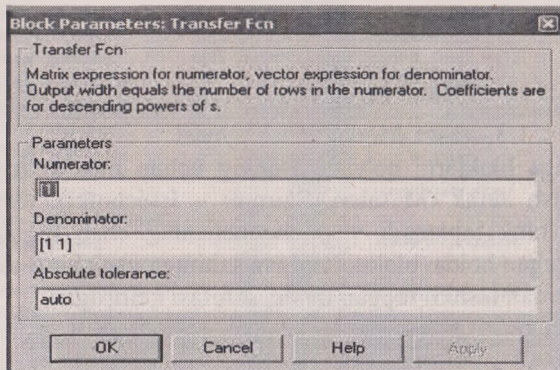 Block Parameters: Transfer Fcn
Transfer Fcn
Matrix expression for numerator, vector expression for denominator.
Output width equals the number of rows in the numerator. Coefficients are
for descending powers of s.
Parameters
Numerator:
[1]
Denominator:
[1 1]
Absolute tolerance:
auto
OK Cancel Help Apply